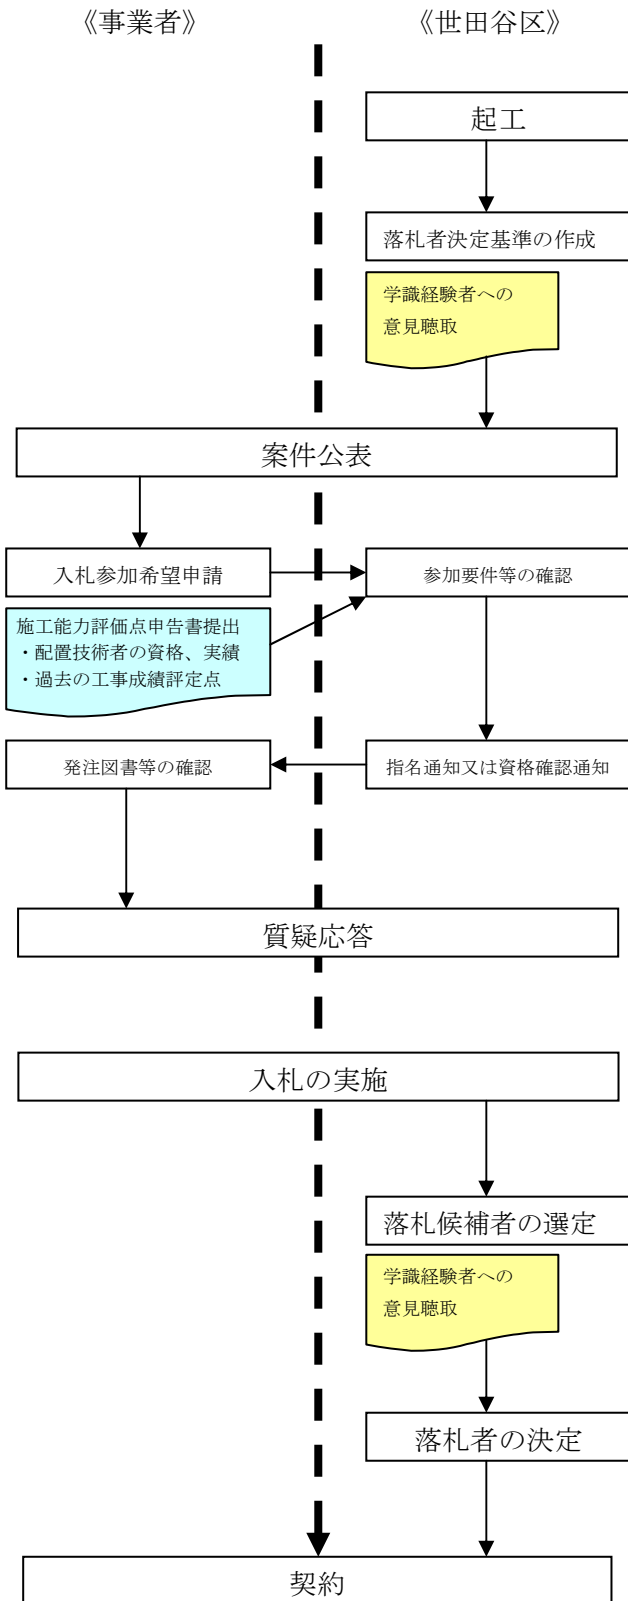 《事業者》
《世田谷区》
起工
落札者決定基準の作成
学識経験者への
意見聴取
案件公表
入札参加希望申請
参加要件等の確認
施工能力評価点申告書提出
・配置技術者の資格、実績
・過去の工事成績評定点
発注図書等の確認
指名通知又は資格確認通知
質疑応答
入札の実施
落札候補者の選定
学識経験者への
意見聴取
落札者の決定
契約